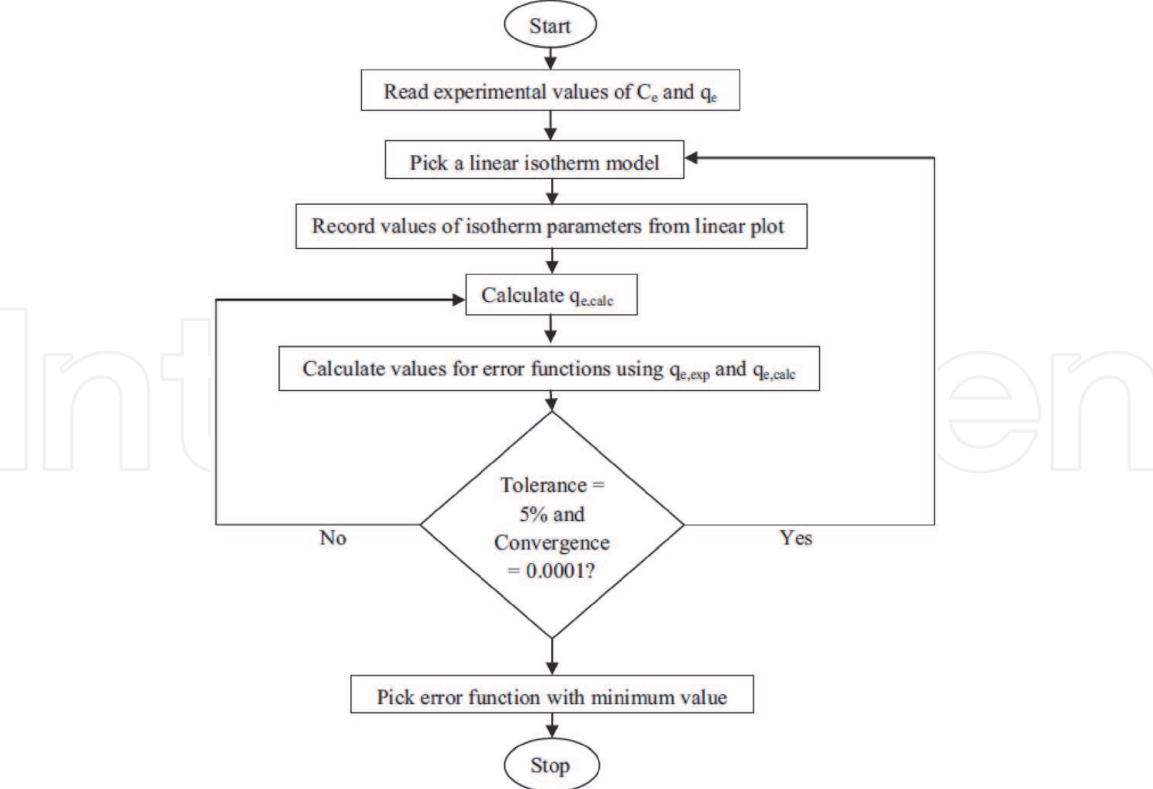 Start
Read experimental values of Ce and qe
Pick a linear isotherm model
Record values of isotherm parameters from linear plot
Calculate qe,calc
Calculate values for error functions using qe,exp and qe,calc
Tolerance =
5% and
Convergence
= 0.0001?
No
Yes
Pick error function with minimum value
Stop